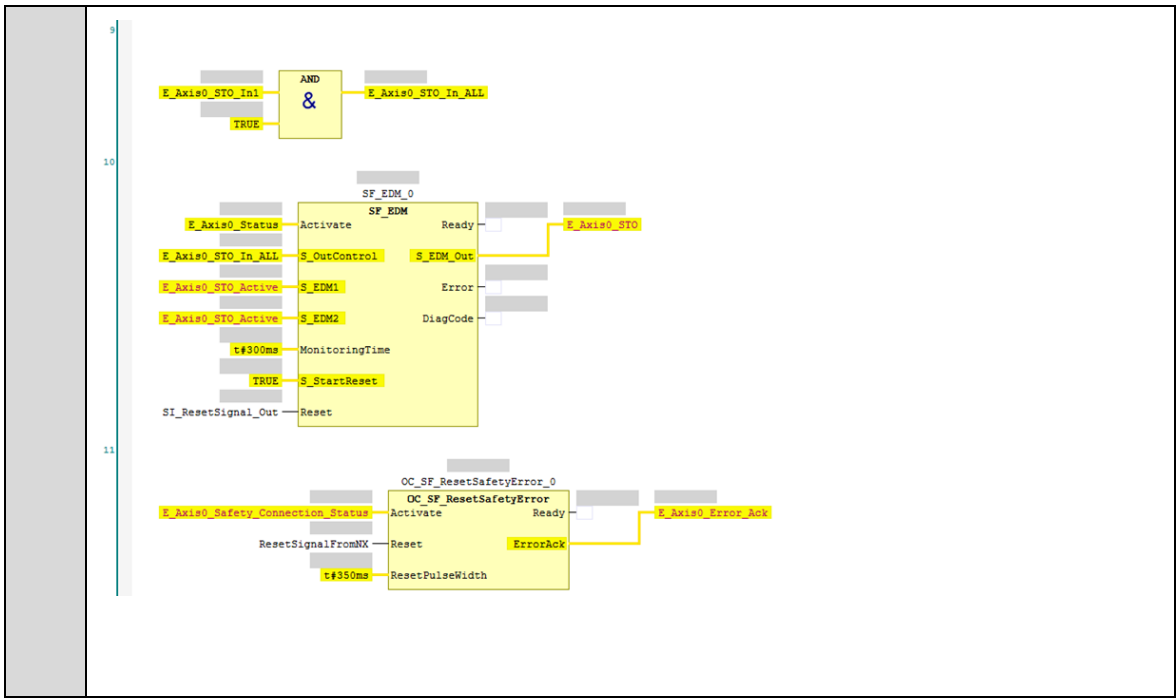 9
AND
&
E_Axis0_STO_In1
E_Axis0_STO_In_ALL
TRUE
10
SF_EDM_0
SF_EDM
E_Axis0_Status
Activate
Ready
E_Axis0_STO
E_Axis0_STO_In_ALL
S_OutControl
S_EDM_Out
E_Axis0_STO_Active
S_EDM1
Error
E_Axis0_STO_Active
S_EDM2
DiagCode
t#300ms
MonitoringTime
TRUE
S_StartReset
SI_ResetSignal_Out
Reset
11
OC_SF_ResetSafetyError_0
OC_SF_ResetSafetyError
E_Axis0_Safety_Connection_Status
Activate
Ready
E_Axis0_Error_Ack
ResetSignalFromNX
Reset
ErrorAck
t#350ms
ResetPulseWidth